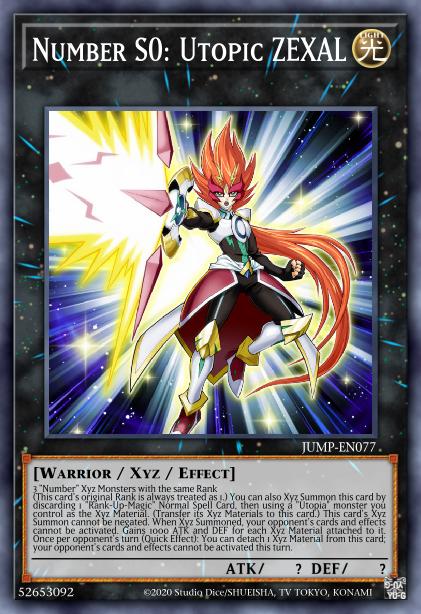 NUMBER S0: UTOPIC ZEXAL
LIGHT
光
JUMP-EN077
[WARRIOR / XYZ / EFFECT]
3 "Number" Xyz Monsters with the same Rank
(This card's original Rank is always treated as 1.) You can also Xyz Summon this card by
discarding 1 "Rank-Up-Magic" Normal Spell Card, then using a "Utopia" monster you
control as the Xyz Material. (Transfer its Xyz Materials to this card.) This card's Xyz
Summon cannot be negated. When Xyz Summoned, your opponent's cards and effects
cannot be activated. Gains 1000 ATK and DEF for each Xyz Material attached to it.
Once per opponent's turn (Quick Effect): You can detach 1 Xyz Material from this card;
your opponent's cards and effects cannot be activated this turn.
ATK/ ? DEF/ ?
52653092 ©2020 Studio Dice/SHUEISHA, TV TOKYO, KONAMI